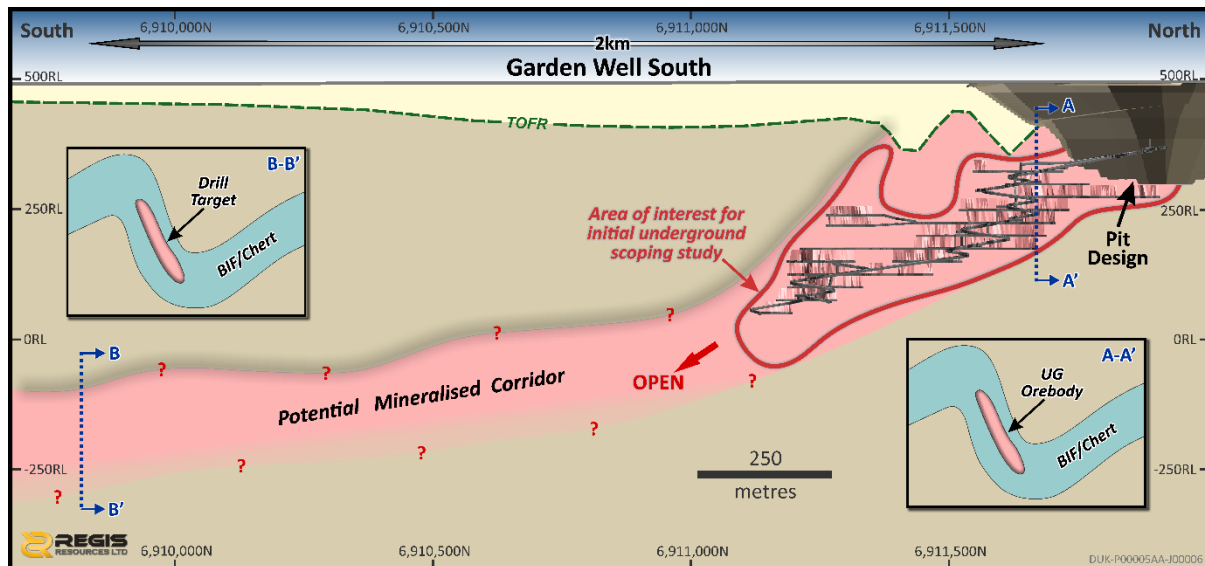 South
6,910,000N
6,910,500N
6,911,000N
6,911,500N
North
2km
Garden Well South
500RL
500RL
TOFR
A
B-B'
Drill
Target
BIF/Chert
250RL
250RL
Area of interest for
initial underground
scoping study
Pit
Design
A'
?
?
?
?
0RL
0RL
B
OPEN
?
A-A'
UG
Orebody
BIF/Chert
Potential Mineralised Corridor
?
?
?
?
-250RL
-250RL
250
metres
B'
REGIS
RESOURCES LTD
6,910,000N
6,910,500N
6,911,000N
6,911,500N
DUK-P00005AA-J00006